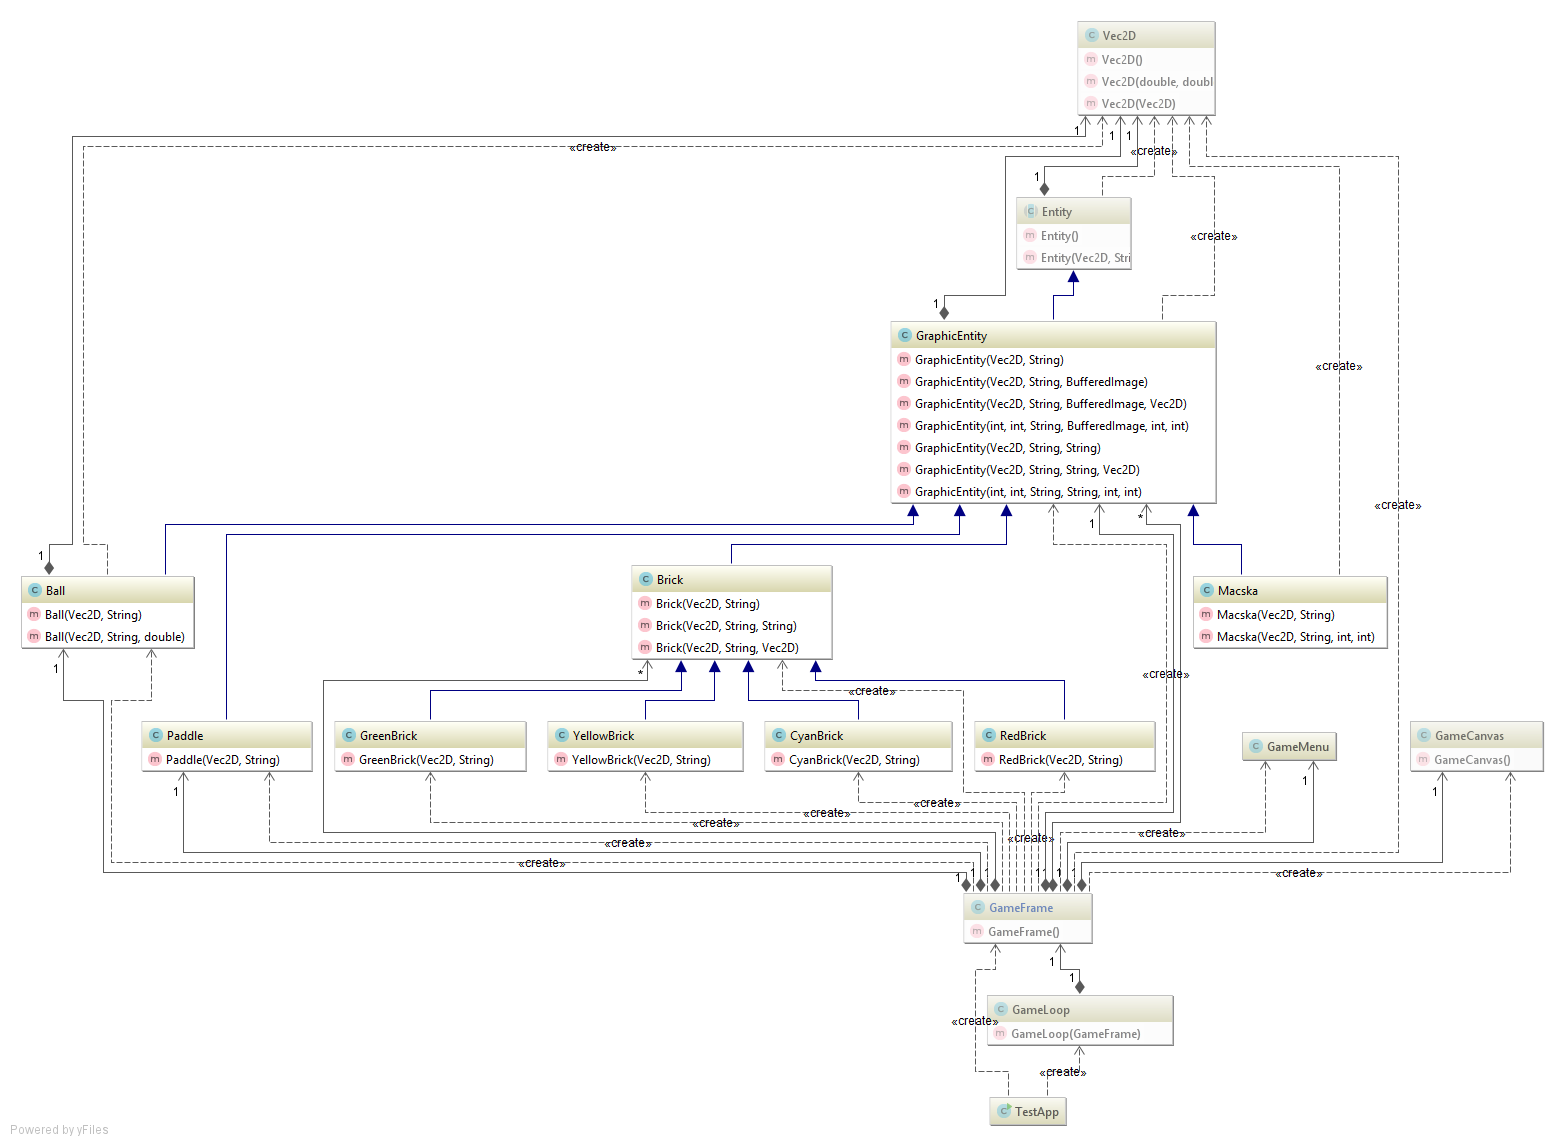 Vec2D
Vec2D()
Vec2D(double, doubl
Vec2D(Vec2D)
1
1
1
«create»
«create»
1
Entity
Entity()
Entity(Vec2D, Stri
«create»
1
GraphicEntity
GraphicEntity(Vec2D, String)
GraphicEntity(Vec2D, String, BufferedImage)
GraphicEntity(Vec2D, String, BufferedImage, Vec2D)
GraphicEntity(int, int, String, BufferedImage, int, int)
GraphicEntity(Vec2D, String, String)
GraphicEntity(Vec2D, String, String, Vec2D)
GraphicEntity(int, int, String, String, int, int)
«create»
«create»
1
*
1
Ball
Ball(Vec2D, String)
Ball(Vec2D, String, double)
Brick
Brick(Vec2D, String)
Brick(Vec2D, String, String)
Brick(Vec2D, String, Vec2D)
Macska
Macska(Vec2D, String)
Macska(Vec2D, String, int, int)
1
*
«create»
«create»
Paddle
Paddle(Vec2D, String)
GreenBrick
GreenBrick(Vec2D, String)
YellowBrick
YellowBrick(Vec2D, String)
CyanBrick
CyanBrick(Vec2D, String)
RedBrick
RedBrick(Vec2D, String)
GameMenu
GameCanvas
GameCanvas()
1
1
1
«create»
«create»
«create»
«create»
«create»
«create»
«create»
«create»
1
1
1
1
1
1
1
GameFrame
GameFrame()
1
1
GameLoop
GameLoop(GameFrame)
«create»
«create»
TestApp
Powered by yFiles